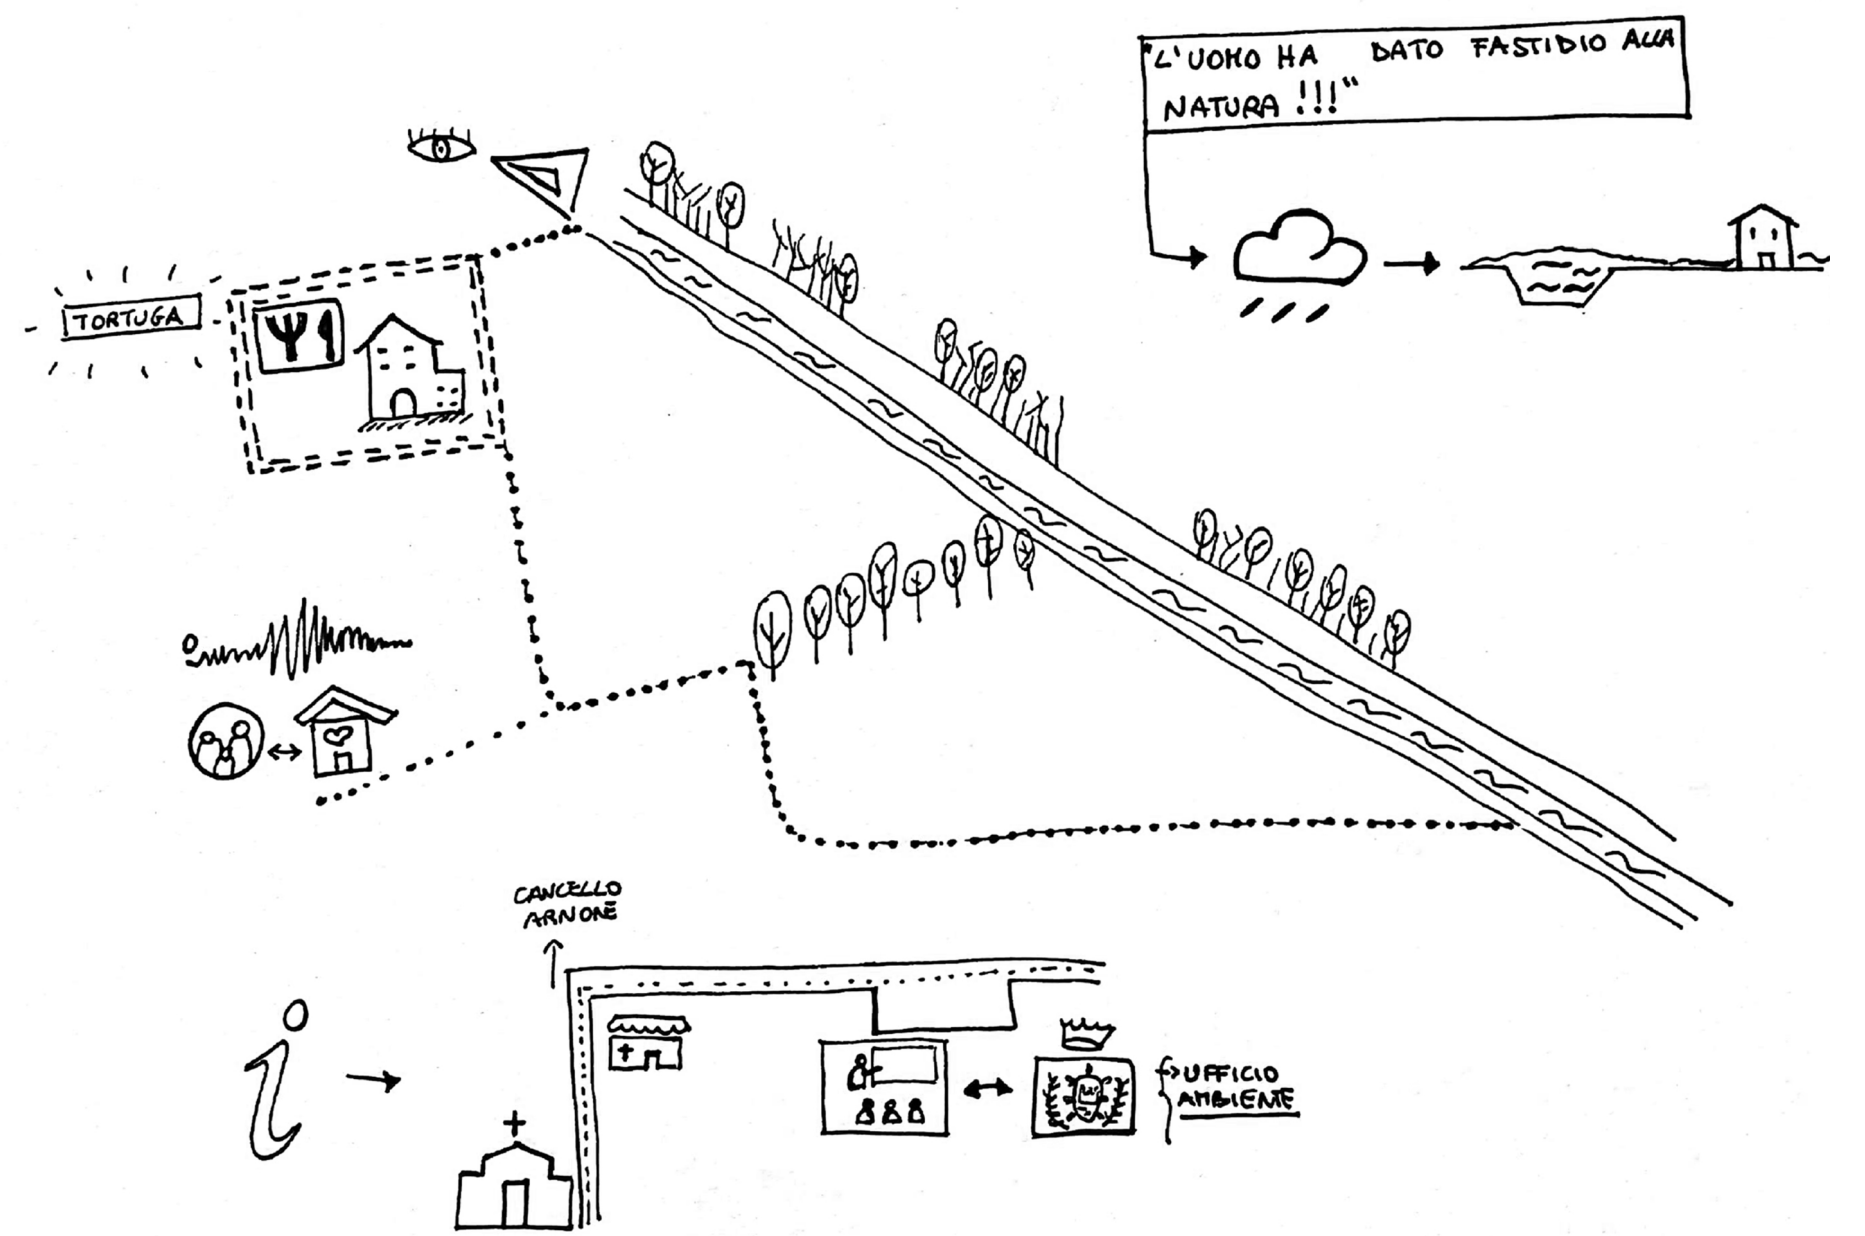 "L'UOMO HA DATO FASTIDIO ALLA
NATURA !!!"
TORTUGA
CANCELLO
ARNONE
i
UFFICIO
AMBIENTE